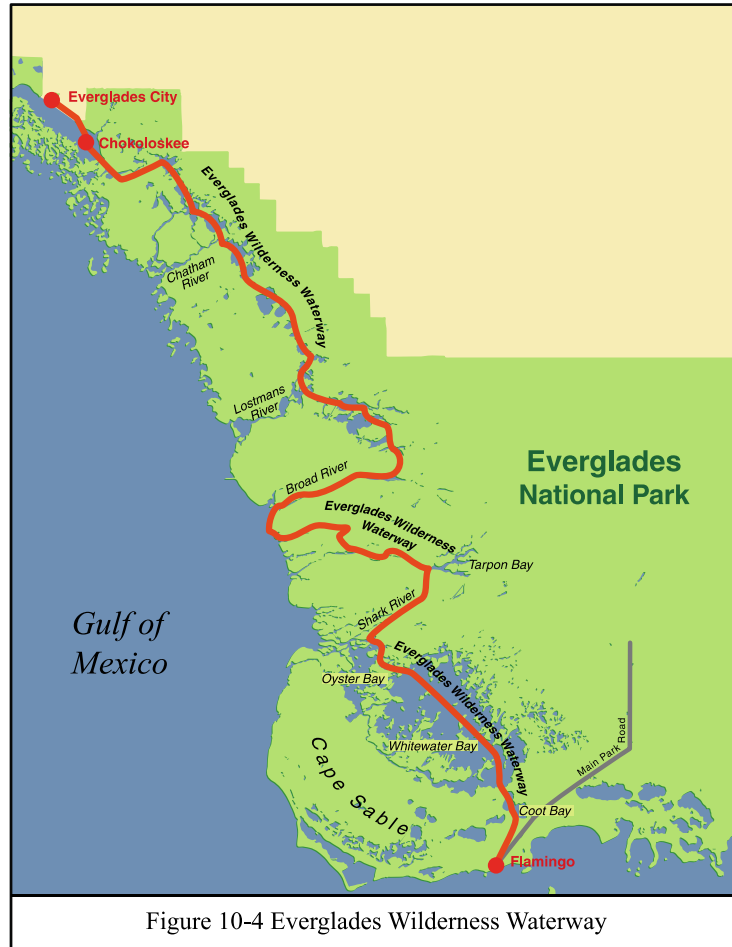 Everglades City
Chokoloskee
Everglades Wilderness Waterway
Chatham
River
Lostmans
River
Everglades
National Park
Broad River
Everglades Wilderness
Waterway
Tarpon Bay
Shark River
Gulf of
Mexico
Everglades Wilderness Waterway
Oyster Bay
Whitewater Bay
Main Park Road
Cape Sable
Coot Bay
Flamingo
Figure 10-4 Everglades Wilderness Waterway